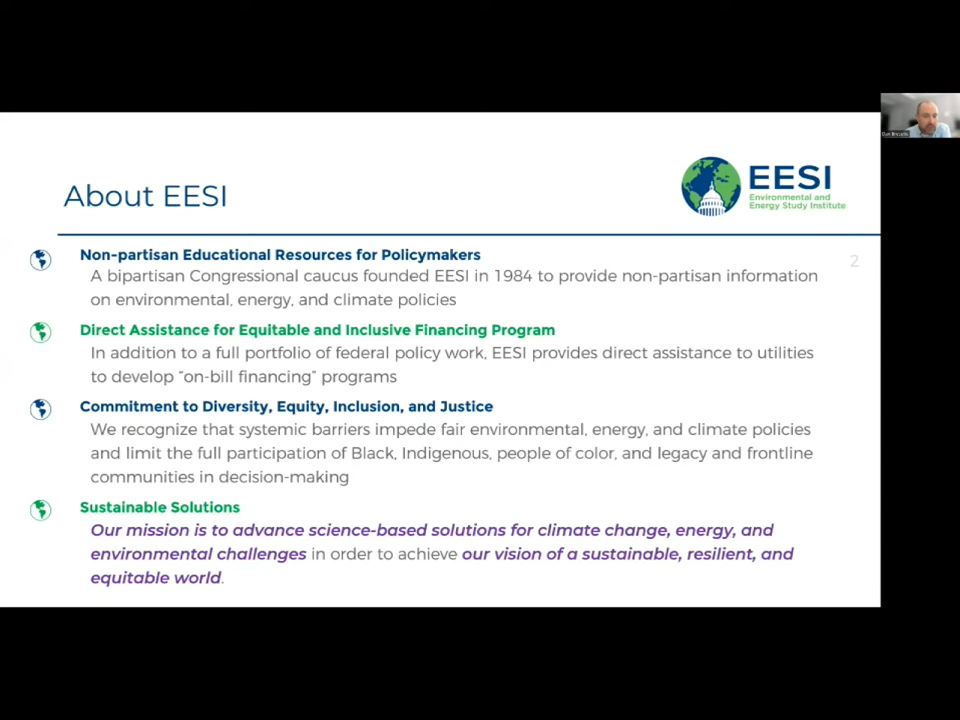 About EESI
EESI
Environmental and
Energy Study Institute
2
Non-partisan Educational Resources for Policymakers
A bipartisan Congressional caucus founded EESI in 1984 to provide non-partisan information
on environmental, energy, and climate policies
Direct Assistance for Equitable and Inclusive Financing Program
In addition to a full portfolio of federal policy work, EESI provides direct assistance to utilities
to develop “on-bill financing” programs
Commitment to Diversity, Equity, Inclusion, and Justice
We recognize that systemic barriers impede fair environmental, energy, and climate policies
and limit the full participation of Black, Indigenous, people of color, and legacy and frontline
communities in decision-making
Sustainable Solutions
Our mission is to advance science-based solutions for climate change, energy, and
environmental challenges in order to achieve our vision of a sustainable, resilient, and
equitable world.